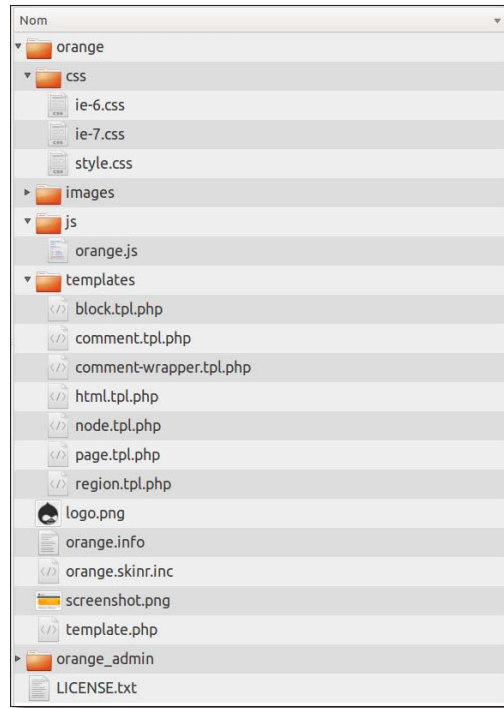 Nom
orange
css
ie-6.css
ie-7.css
style.css
images
js
orange.js
templates
block.tpl.php
comment.tpl.php
comment-wrapper.tpl.php
html.tpl.php
node.tpl.php
page.tpl.php
region.tpl.php
logo.png
orange.info
orange.skinr.inc
screenshot.png
template.php
orange_admin
LICENSE.txt